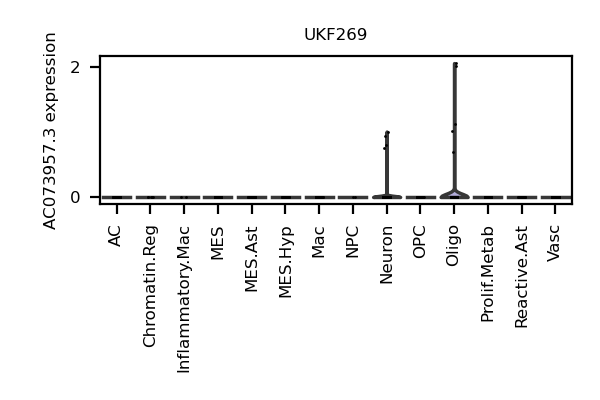 UKF269
AC073957.3 expression
2
0
AC
Chromatin.Reg
Inflammatory.Mac
MES
MES.Ast
MES.Hyp
Mac
NPC
Neuron
OPC
Oligo
Prolif.Metab
Reactive.Ast
Vasc